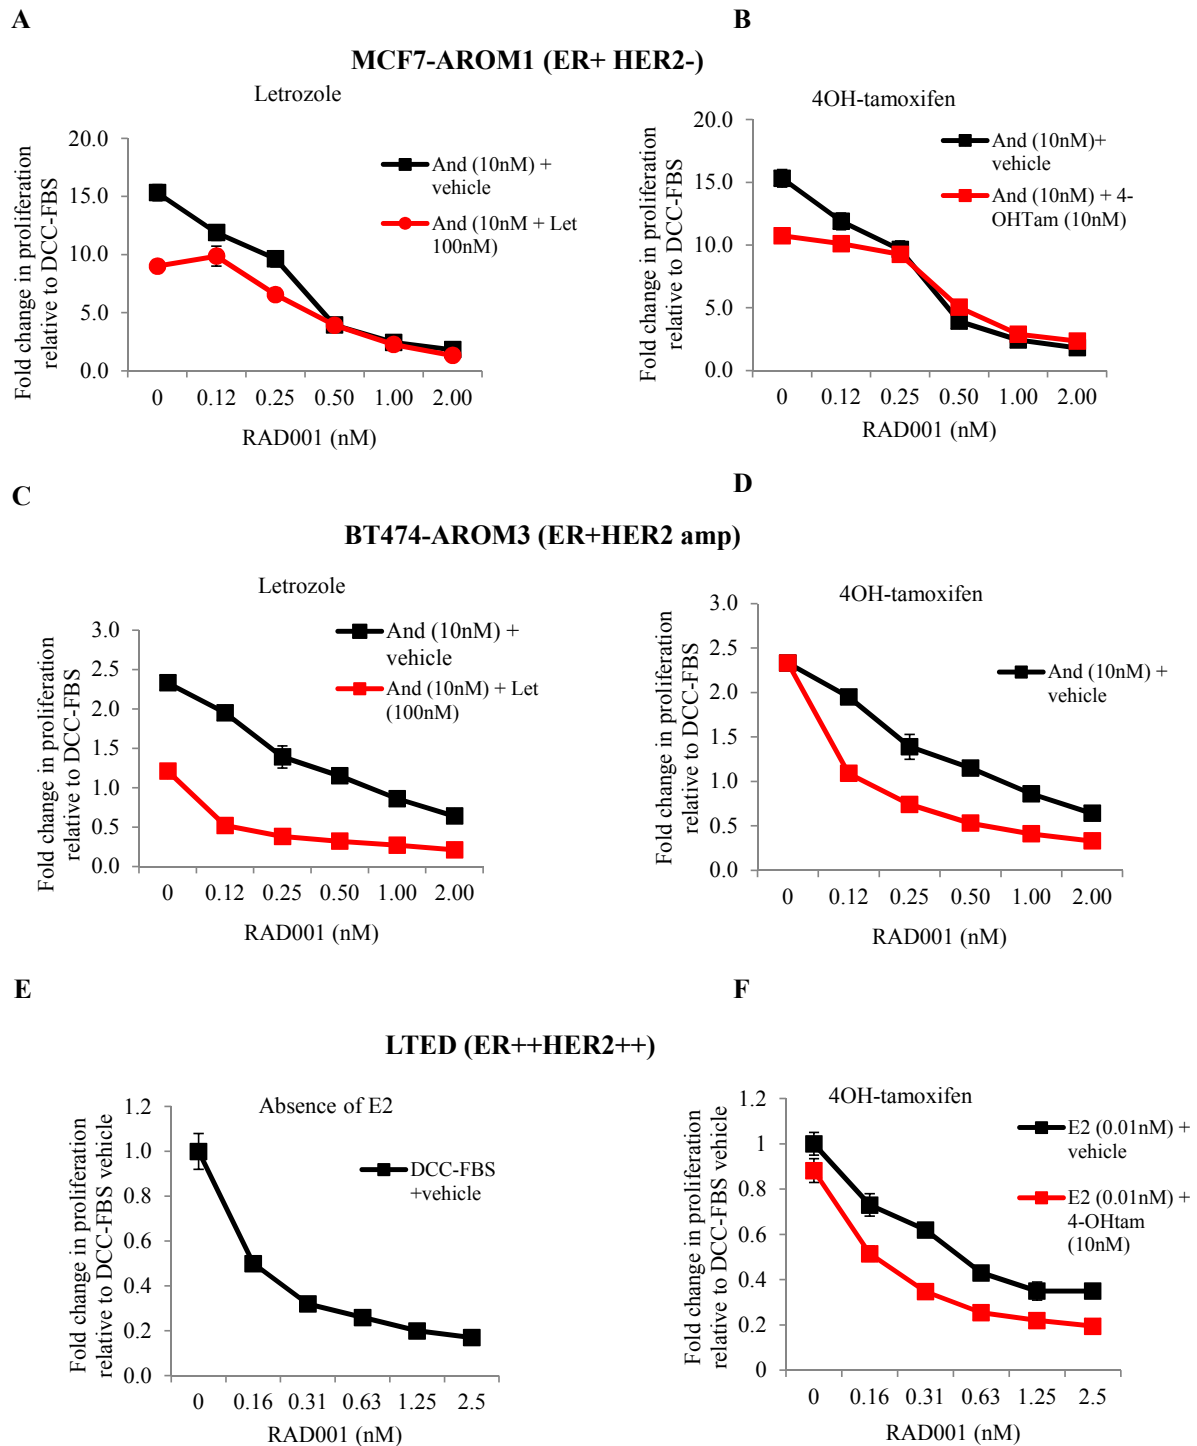 A
B
MCF7-AROM1 (ER+ HER2-)
Letrozole
Fold change in proliferation
relative to DCC-FBS
20.0
15.0
10.0
5.0
0.0
And (10nM) +
vehicle
And (10nM + Let
100nM)
0 0.12 0.25 0.50 1.00 2.00
RAD001 (nM)
4OH-tamoxifen
Fold change in proliferation
relative to DCC-FBS
20.0
15.0
10.0
5.0
0.0
And (10nM)+
vehicle
And (10nM) + 4-
OHTam (10nM)
0 0.12 0.25 0.50 1.00 2.00
RAD001 (nM)
C
D
BT474-AROM3 (ER+HER2 amp)
Letrozole
Fold change in proliferation
relative to DCC-FBS
3.0
2.5
2.0
1.5
1.0
0.5
0.0
And (10nM) +
vehicle
And (10nM) + Let
(100nM)
0 0.12 0.25 0.50 1.00 2.00
RAD001 (nM)
4OH-tamoxifen
Fold change in proliferation
relative to DCC-FBS
3.0
2.5
2.0
1.5
1.0
0.5
0.0
And (10nM) +
vehicle
0 0.12 0.25 0.50 1.00 2.00
RAD001 (nM)
E
F
LTED (ER++HER2++)
Absence of E2
Fold change in proliferation
relative to DCC-FBS vehicle
1.2
1.0
0.8
0.6
0.4
0.2
0.0
DCC-FBS
+vehicle
0 0.16 0.31 0.63 1.25 2.5
RAD001 (nM)
4OH-tamoxifen
Fold change in proliferation
relative to DCC-FBS vehicle
1.2
1
0.8
0.6
0.4
0.2
0
E2 (0.01nM) +
vehicle
E2 (0.01nM) +
4-OHtam
(10nM)
0 0.16 0.31 0.63 1.25 2.5
RAD001 (nM)